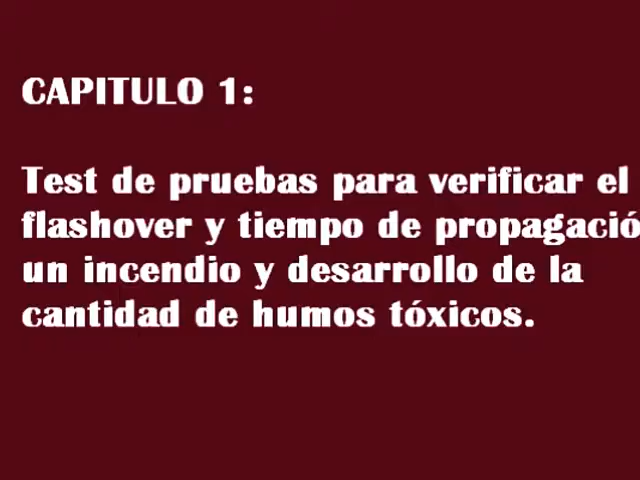 CAPITULO 1:
Test de pruebas para verificar el
flashover y tiempo de propagació
un incendio y desarrollo de la
cantidad de humos tóxicos.